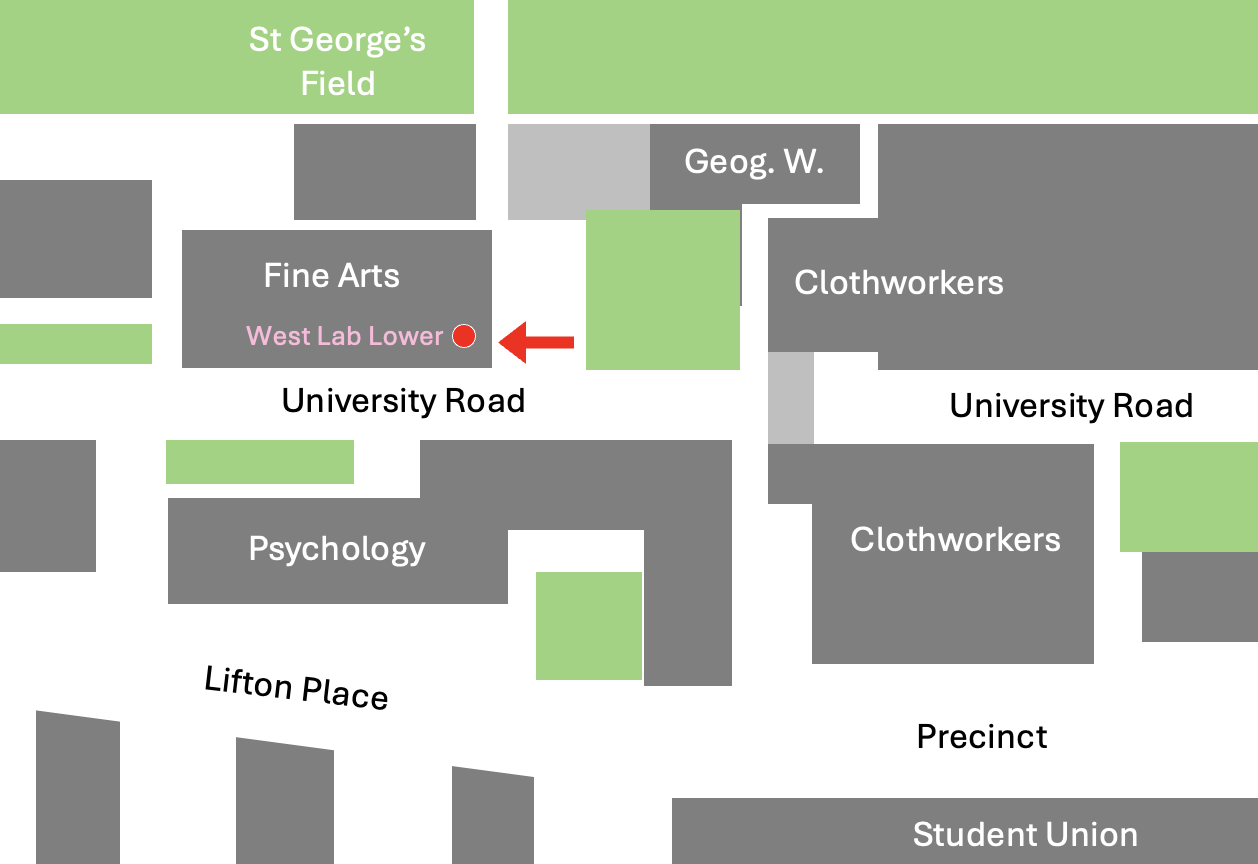 St George’s
Field
Geog. W.
Fine Arts
Clothworkers
West Lab Lower
University Road
University Road
Psychology
Clothworkers
Lifton Place
Precinct
Student Union